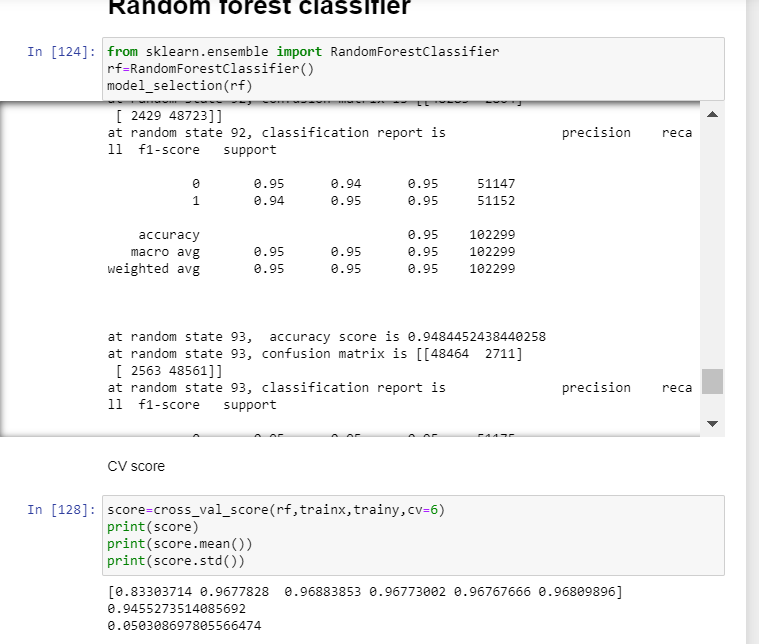 Random forest classifier
In [124]: from sklearn.ensemble import RandomForestClassifier
rf=RandomForestClassifier()
model_selection(rf)
[ 2429 48723]]
at random state 92, classification report is               precision    reca
ll  f1-score   support
0       0.95      0.94      0.95     51147
1       0.94      0.95      0.95     51152
accuracy                           0.95    102299
macro avg       0.95      0.95      0.95    102299
weighted avg       0.95      0.95      0.95    102299
at random state 93,  accuracy score is 0.9484452438440258
at random state 93, confusion matrix is [[48464  2711]
[ 2563 48561]]
at random state 93, classification report is               precision    reca
ll  f1-score   support
CV score
In [128]: score=cross_val_score(rf,trainx,trainy,cv=6)
print(score)
print(score.mean())
print(score.std())
[0.83303714 0.9677828  0.96883853 0.96773002 0.96767666 0.96809896]
0.9455273514085692
0.050308697805566474